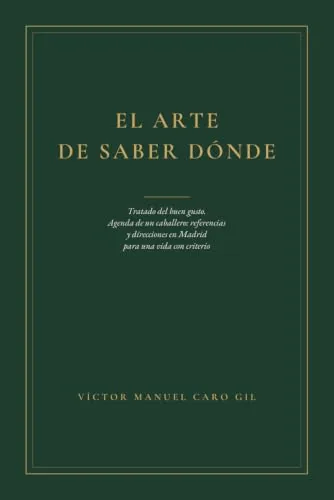 EL ARTE
DE SABER DÓNDE
Tratado del buen gusto.
Agenda de un caballero: referencias
y direcciones en Madrid
para una vida con criterio
VÍCTOR MANUEL CARO GIL